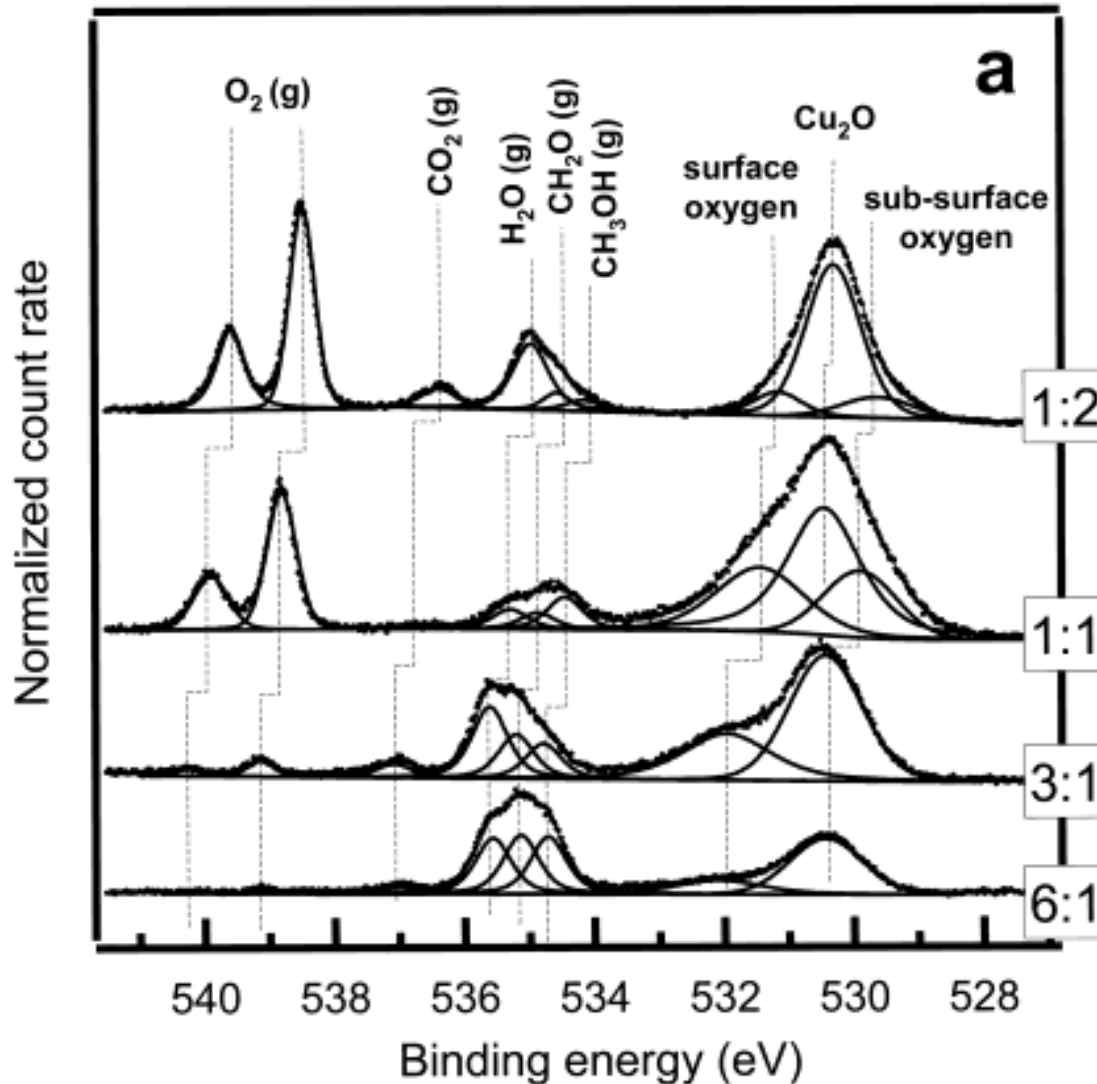 a
O₂ (g)
CO₂ (g)
H₂O (g)
CH₂O (g)
CH₃OH (g)
surface
oxygen
Cu₂O
sub-surface
oxygen
Normalized count rate
1:2
1:1
3:1
6:1
540 538 536 534 532 530 528
Binding energy (eV)